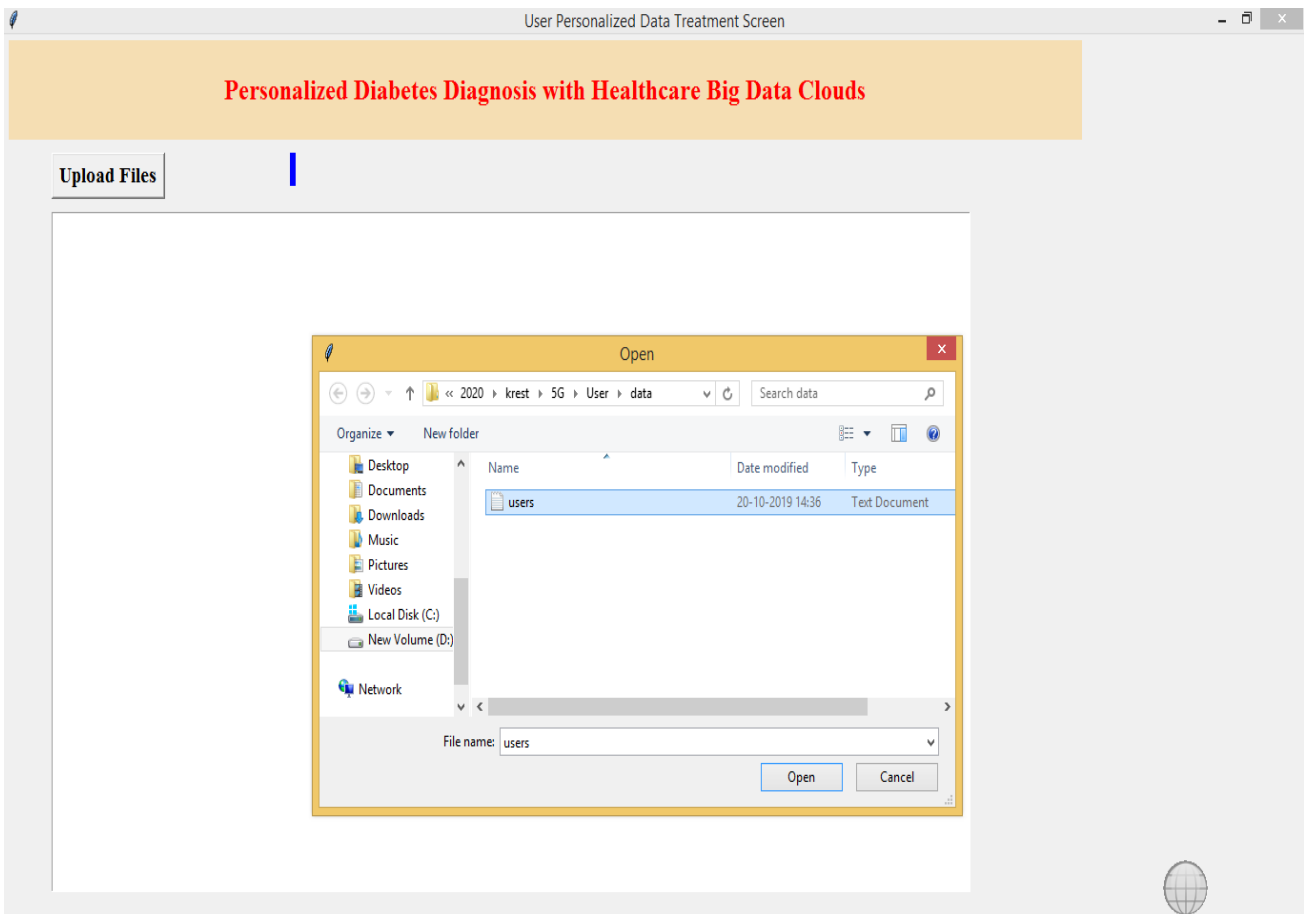 User Personalized Data Treatment Screen
Personalized Diabetes Diagnosis with Healthcare Big Data Clouds
Upload Files
Open
« 2020 ▸ krest ▸ 5G ▸ User ▸ data
Search data
Organize ▾ New folder
Desktop
Documents
Downloads
Music
Pictures
Videos
Local Disk (C:)
New Volume (D:)
Network
Name Date modified Type
users 20-10-2019 14:36 Text Document
File name: users
Open Cancel